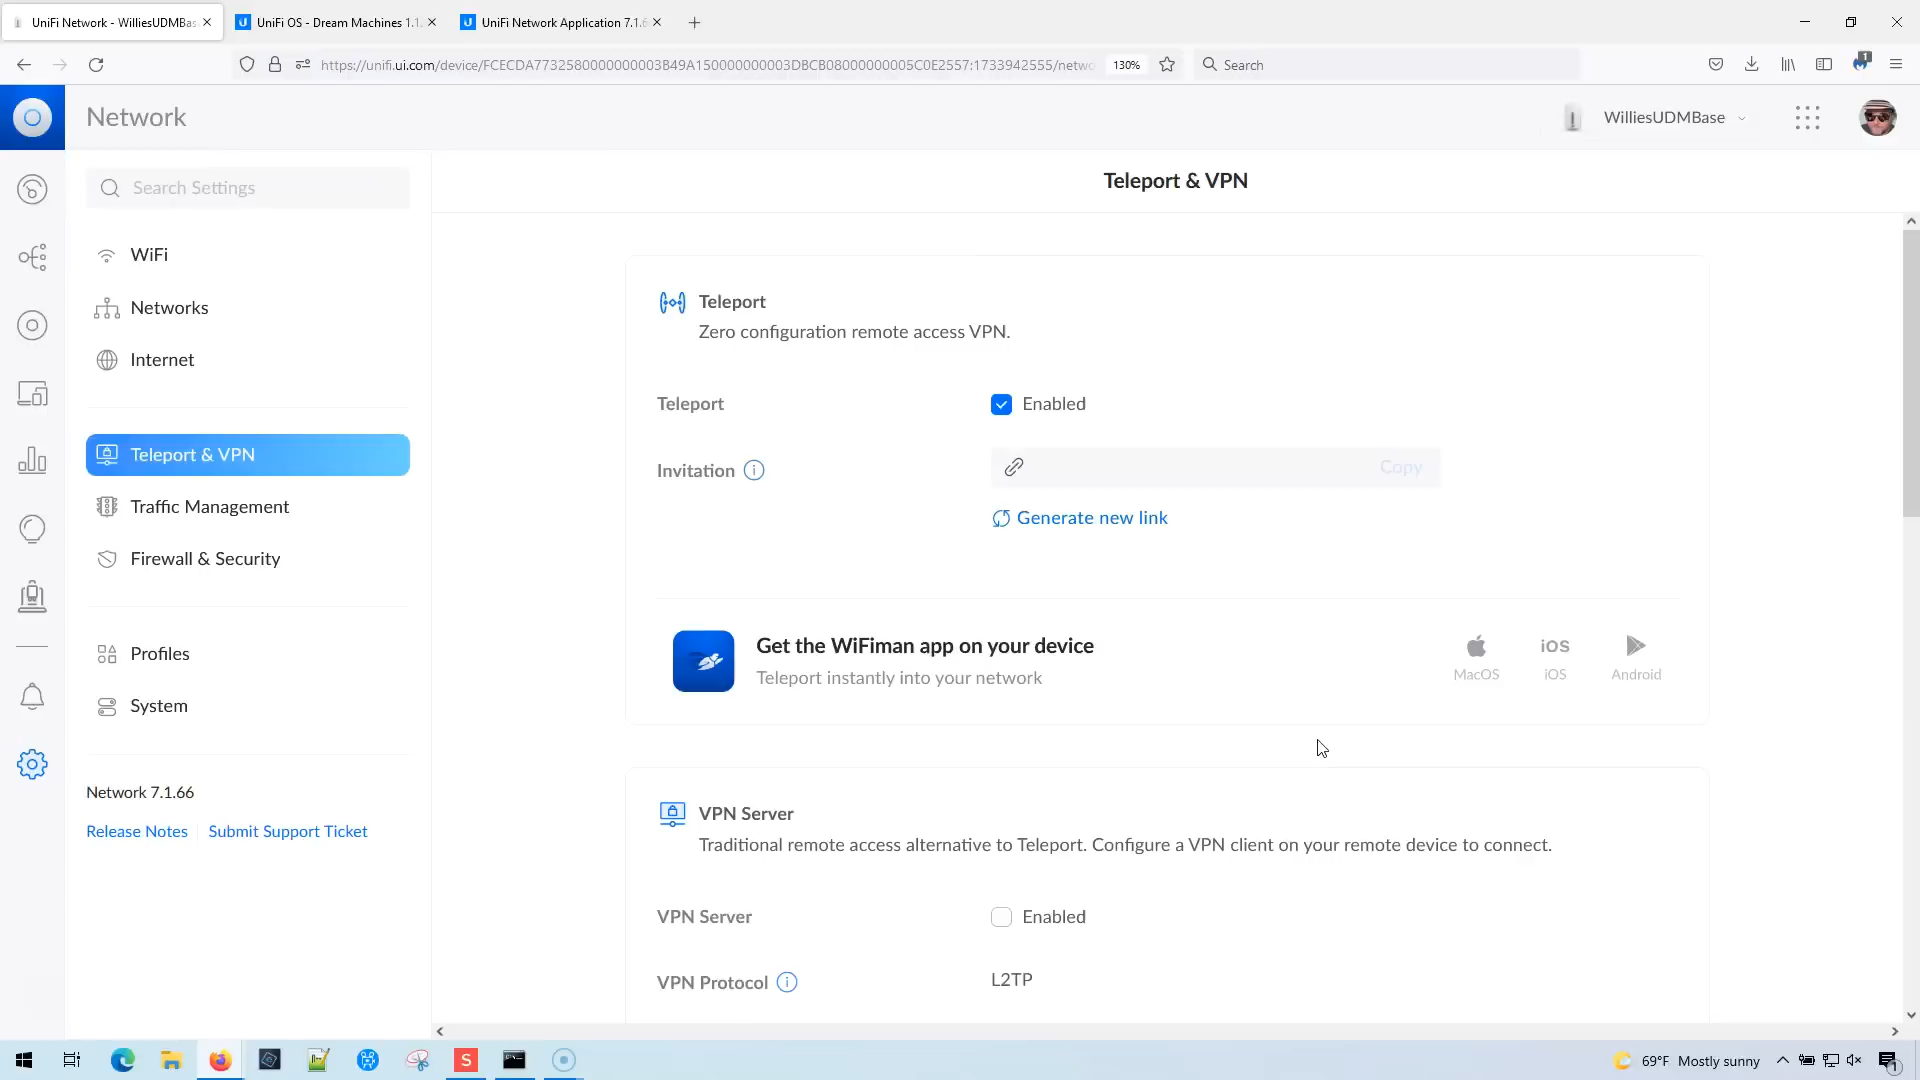 UniFi Network - WilliesUDMBas
UniFi OS - Dream Machines 1.1
UniFi Network Application 7.1.6
https://unifi.ui.com/device/FCECDA7732580000000003B49A150000000003DBCB08000000005C0E2557:1733942555/netwo
130%
Search
1
Network
WilliesUDMBase
Search Settings
WiFi
Networks
Internet
Teleport & VPN
Traffic Management
Firewall & Security
Profiles
System
Network 7.1.66
Release Notes
Submit Support Ticket
Teleport & VPN
Teleport
Zero configuration remote access VPN.
Teleport
Enabled
Invitation
Copy
Generate new link
Get the WiFiman app on your device
Teleport instantly into your network
MacOS
iOS
iOS
Android
VPN Server
Traditional remote access alternative to Teleport. Configure a VPN client on your remote device to connect.
VPN Server
Enabled
VPN Protocol
L2TP
S
69°F Mostly sunny
1